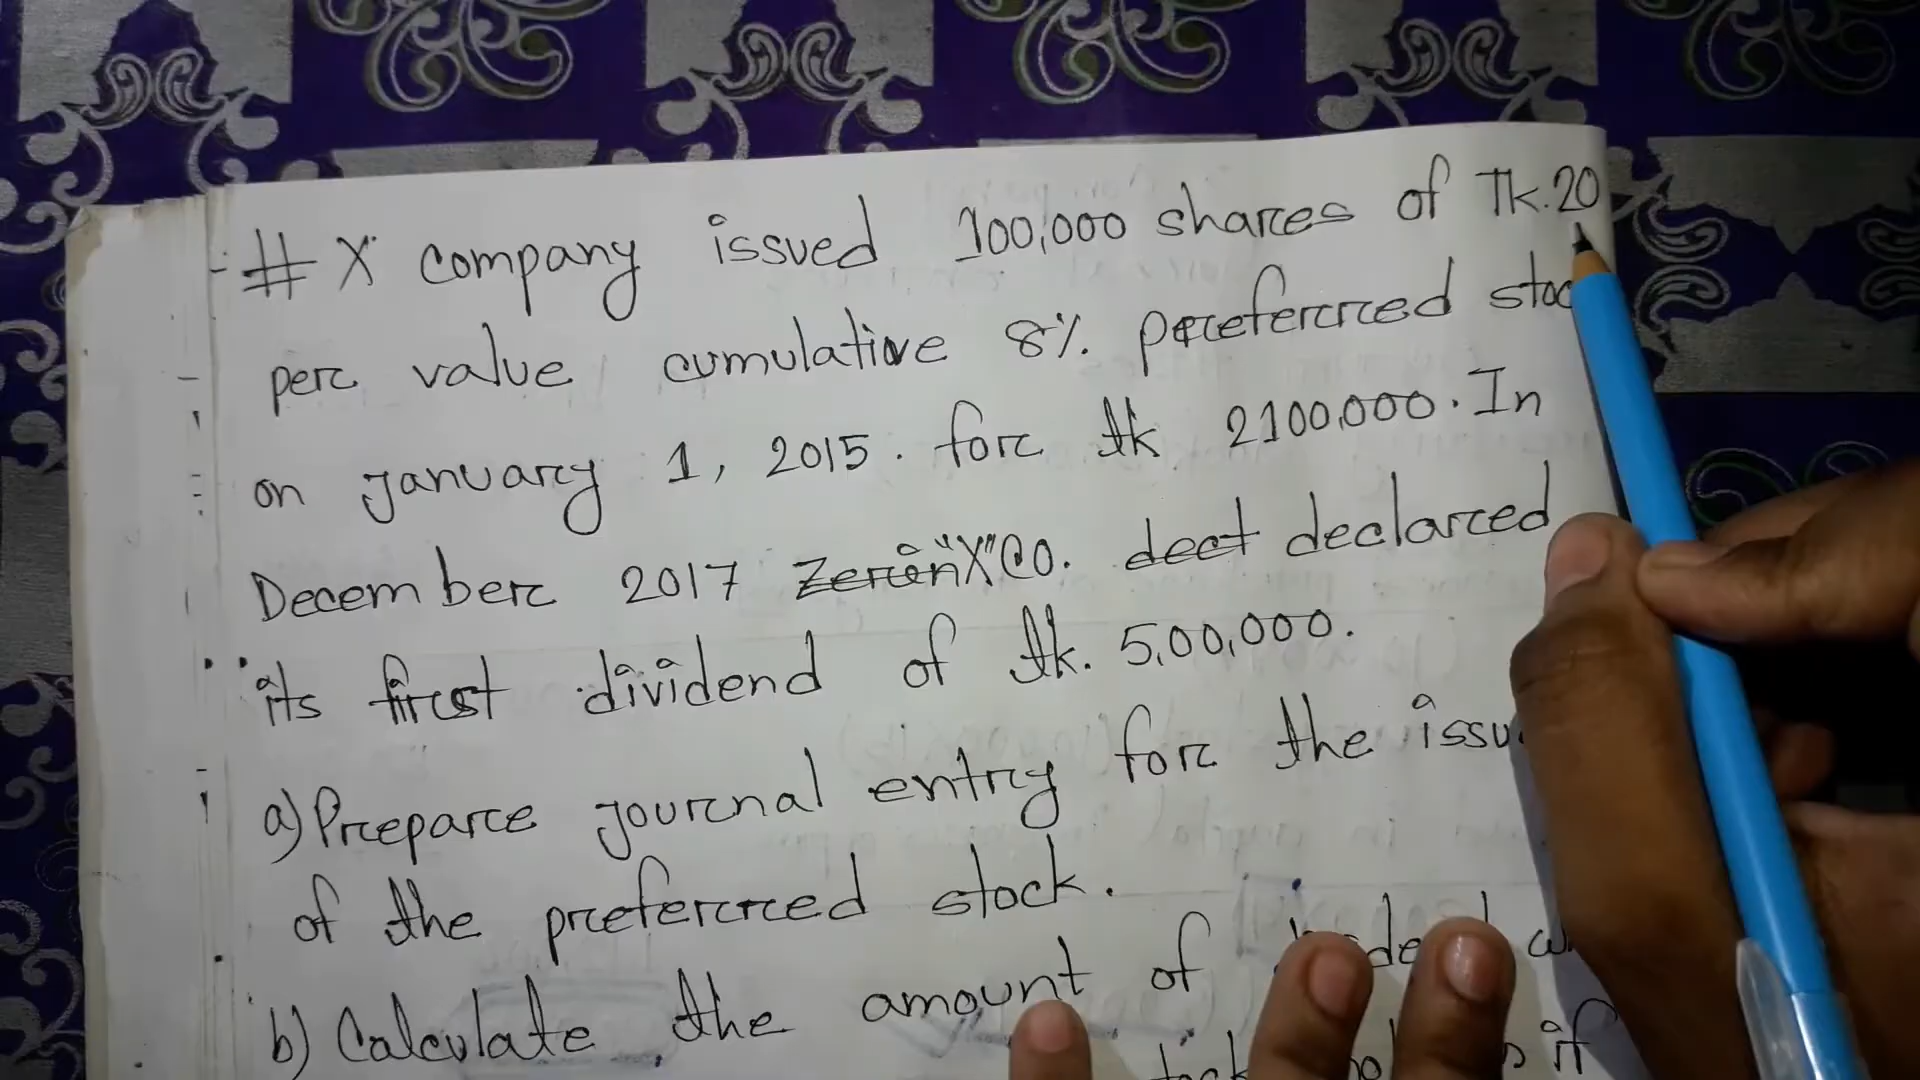 # X company issued 100,000 shares of Tk.20
per value cumulative 8% preferred
on january 1, 2015. for tk 2100,000. In
December 2017 "X" Co. declared
its first dividend of tk. 5,00,000.
a) Prepare journal entry for the
of the preferred stock.
b) Calculate the amount of
if